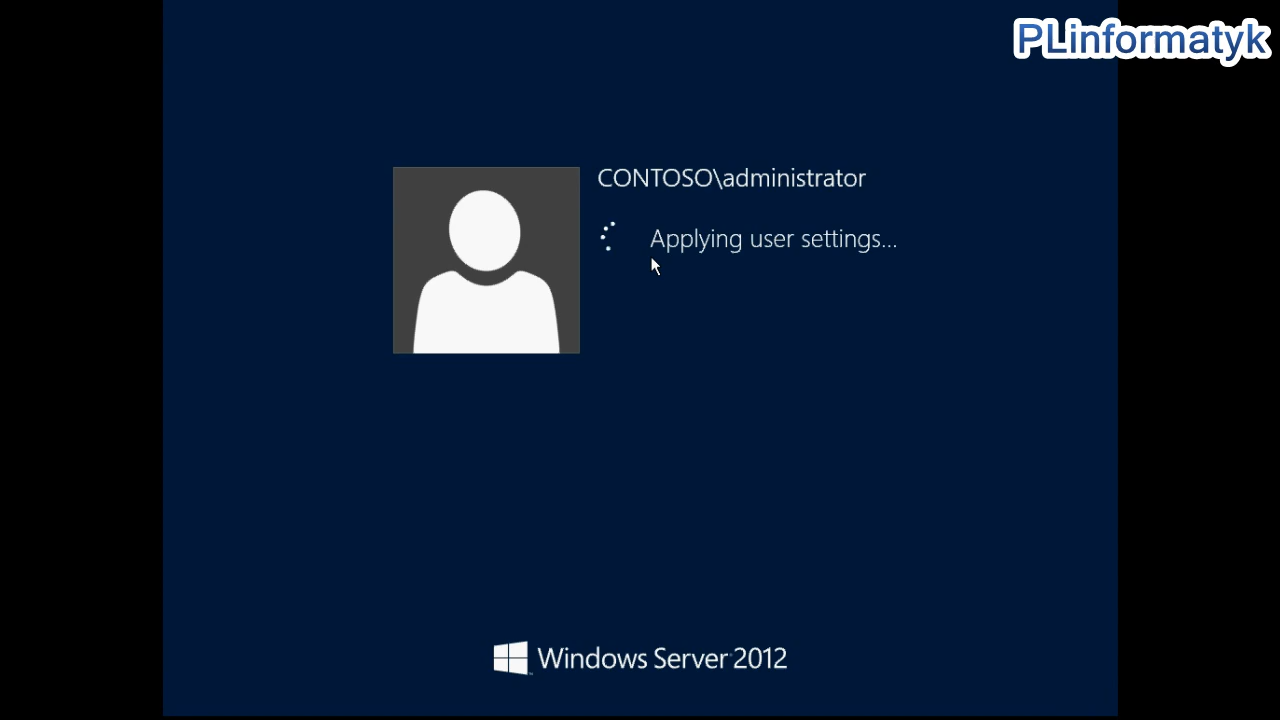 PLinformatyk
CONTOSO\administrator
Applying user settings...
Windows Server 2012